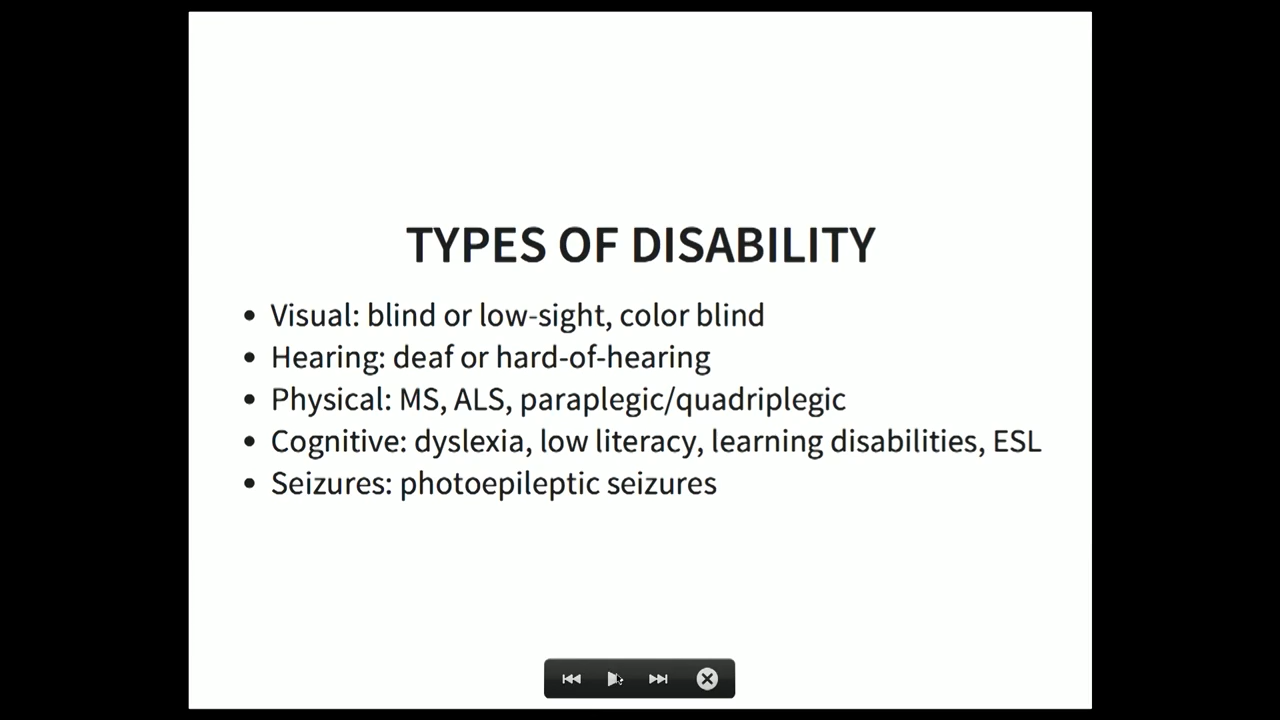 TYPES OF DISABILITY
• Visual: blind or low-sight, color blind
• Hearing: deaf or hard-of-hearing
• Physical: MS, ALS, paraplegic/quadriplegic
• Cognitive: dyslexia, low literacy, learning disabilities, ESL
• Seizures: photoepileptic seizures